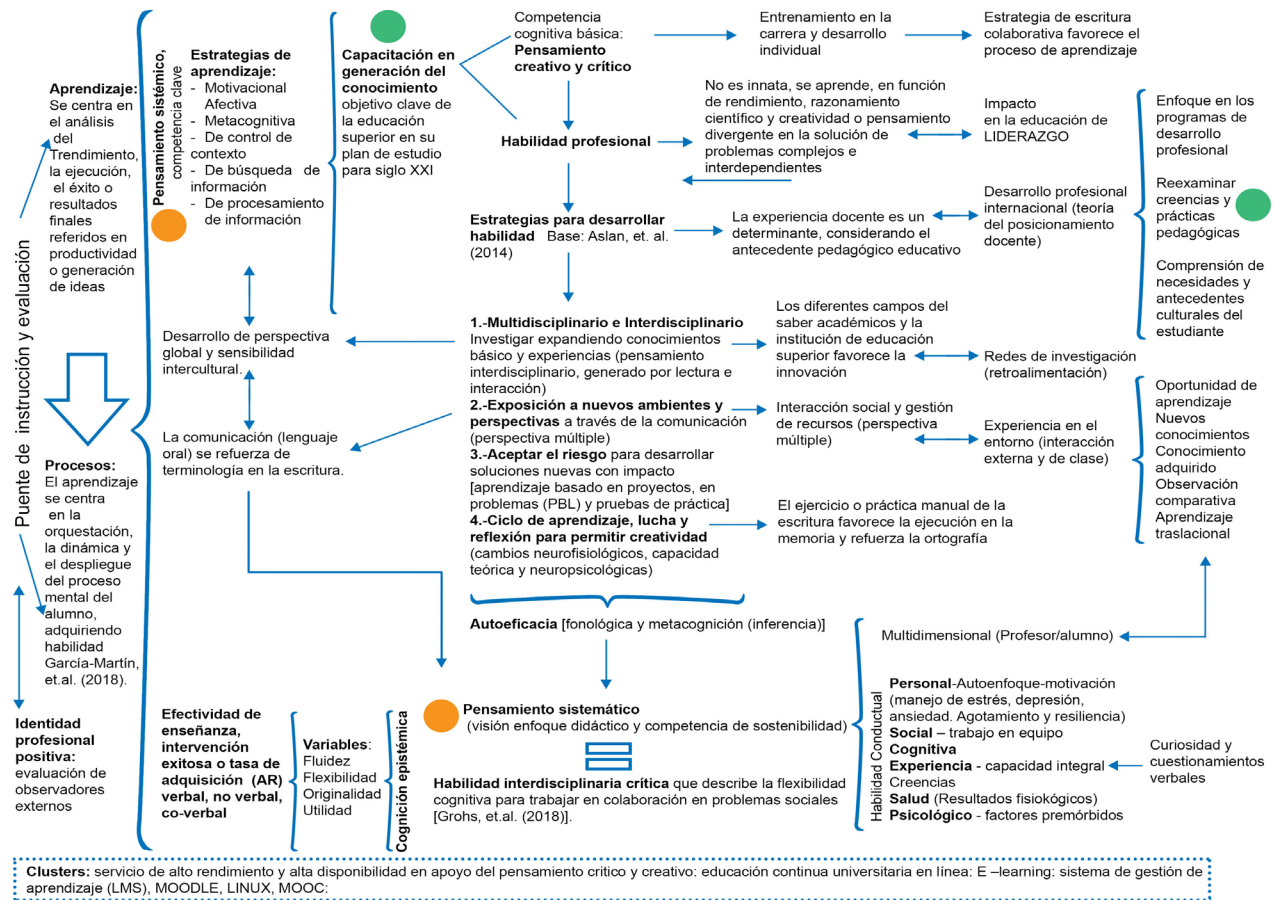 Puente de instrucción y evaluación
Aprendizaje:
Se centra en
el análisis
del
Trendimiento,
la ejecución,
el éxito o
resultados
finales
referidos en
productividad
o generación
de ideas
Procesos:
El aprendizaje
se centra
en la
orquestación,
la dinámica y
el despliegue
del proceso
mental del
alumno,
adquiriendo
habilidad
García-Martín,
et.al. (2018).
Identidad
profesional
positiva:
evaluación de
observadores
externos
Pensamiento sistémico,
competencia clave
Estrategias de
aprendizaje:
- Motivacional
Afectiva
- Metacognitiva
- De control de
contexto
- De búsqueda de
información
- De procesamiento
de información
Desarrollo de perspectiva
global y sensibilidad
intercultural.
La comunicación (lenguaje
oral) se refuerza de
terminología en la escritura.
Efectividad de
enseñanza,
intervención
exitosa o tasa de
adquisición (AR)
verbal, no verbal,
co-verbal
Variables:
Fluidez
Flexibilidad
Originalidad
Utilidad
Cognición epistémica
Capacitación en
generación del
conocimiento
objetivo clave de
la educación
superior en su
plan de estudio
para siglo XXI
Competencia
cognitiva básica:
Pensamiento
creativo y crítico
Entrenamiento en la
carrera y desarrollo
individual
Estrategia de escritura
colaborativa favorece el
proceso de aprendizaje
Habilidad profesional
No es innata, se aprende, en función
de rendimiento, razonamiento
científico y creatividad o pensamiento
divergente en la solución de
problemas complejos e
interdependientes
Impacto
en la educación de
LIDERAZGO
Estrategias para desarrollar
habilidad Base: Aslan, et. al.
(2014)
La experiencia docente es un
determinante, considerando el
antecedente pedagógico educativo
Desarrollo profesional
internacional (teoría
del posicionamiento
docente)
Enfoque en los
programas de
desarrollo
profesional
Reexaminar
creencias y
prácticas
pedagógicas
Comprensión de
necesidades y
antecedentes
culturales del
estudiante
1.-Multidisciplinario e Interdisciplinario
Investigar expandiendo conocimientos
básico y experiencias (pensamiento
interdisciplinario, generado por lectura e
interacción)
2.-Exposición a nuevos ambientes y
perspectivas a través de la comunicación
(perspectiva múltiple)
3.-Aceptar el riesgo para desarrollar
soluciones nuevas con impacto
[aprendizaje basado en proyectos, en
problemas (PBL) y pruebas de práctica]
4.-Ciclo de aprendizaje, lucha y
reflexión para permitir creatividad
(cambios neurofisiológicos, capacidad
teórica y neuropsicológicas)
Los diferentes campos del
saber académicos y la
institución de educación
superior favorece la
innovación
Redes de investigación
(retroalimentación)
Interacción social y gestión
de recursos (perspectiva
múltiple)
Experiencia en el
entorno (interacción
externa y de clase)
El ejercicio o práctica manual de la
escritura favorece la ejecución en la
memoria y refuerza la ortografía
Oportunidad de
aprendizaje
Nuevos
conocimientos
Conocimiento
adquirido
Observación
comparativa
Aprendizaje
traslacional
Autoeficacia [fonológica y metacognición (inferencia)]
Pensamiento sistemático
(visión enfoque didáctico y competencia de sostenibilidad)
Habilidad interdisciplinaria crítica que describe la flexibilidad
cognitiva para trabajar en colaboración en problemas sociales
[Grohs, et.al. (2018)].
Habilidad Conductual
Multidimensional (Profesor/alumno)
Personal-Autoenfoque-motivación
(manejo de estrés, depresión,
ansiedad. Agotamiento y resiliencia)
Social – trabajo en equipo
Cognitiva
Experiencia - capacidad integral
Creencias
Salud (Resultados fisiokógicos)
Psicológico - factores premórbidos
Curiosidad y
cuestionamientos
verbales
Clusters: servicio de alto rendimiento y alta disponibilidad en apoyo del pensamiento critico y creativo: educación continua universitaria en línea: E –learning: sistema de gestión de
aprendizaje (LMS), MOODLE, LINUX, MOOC: